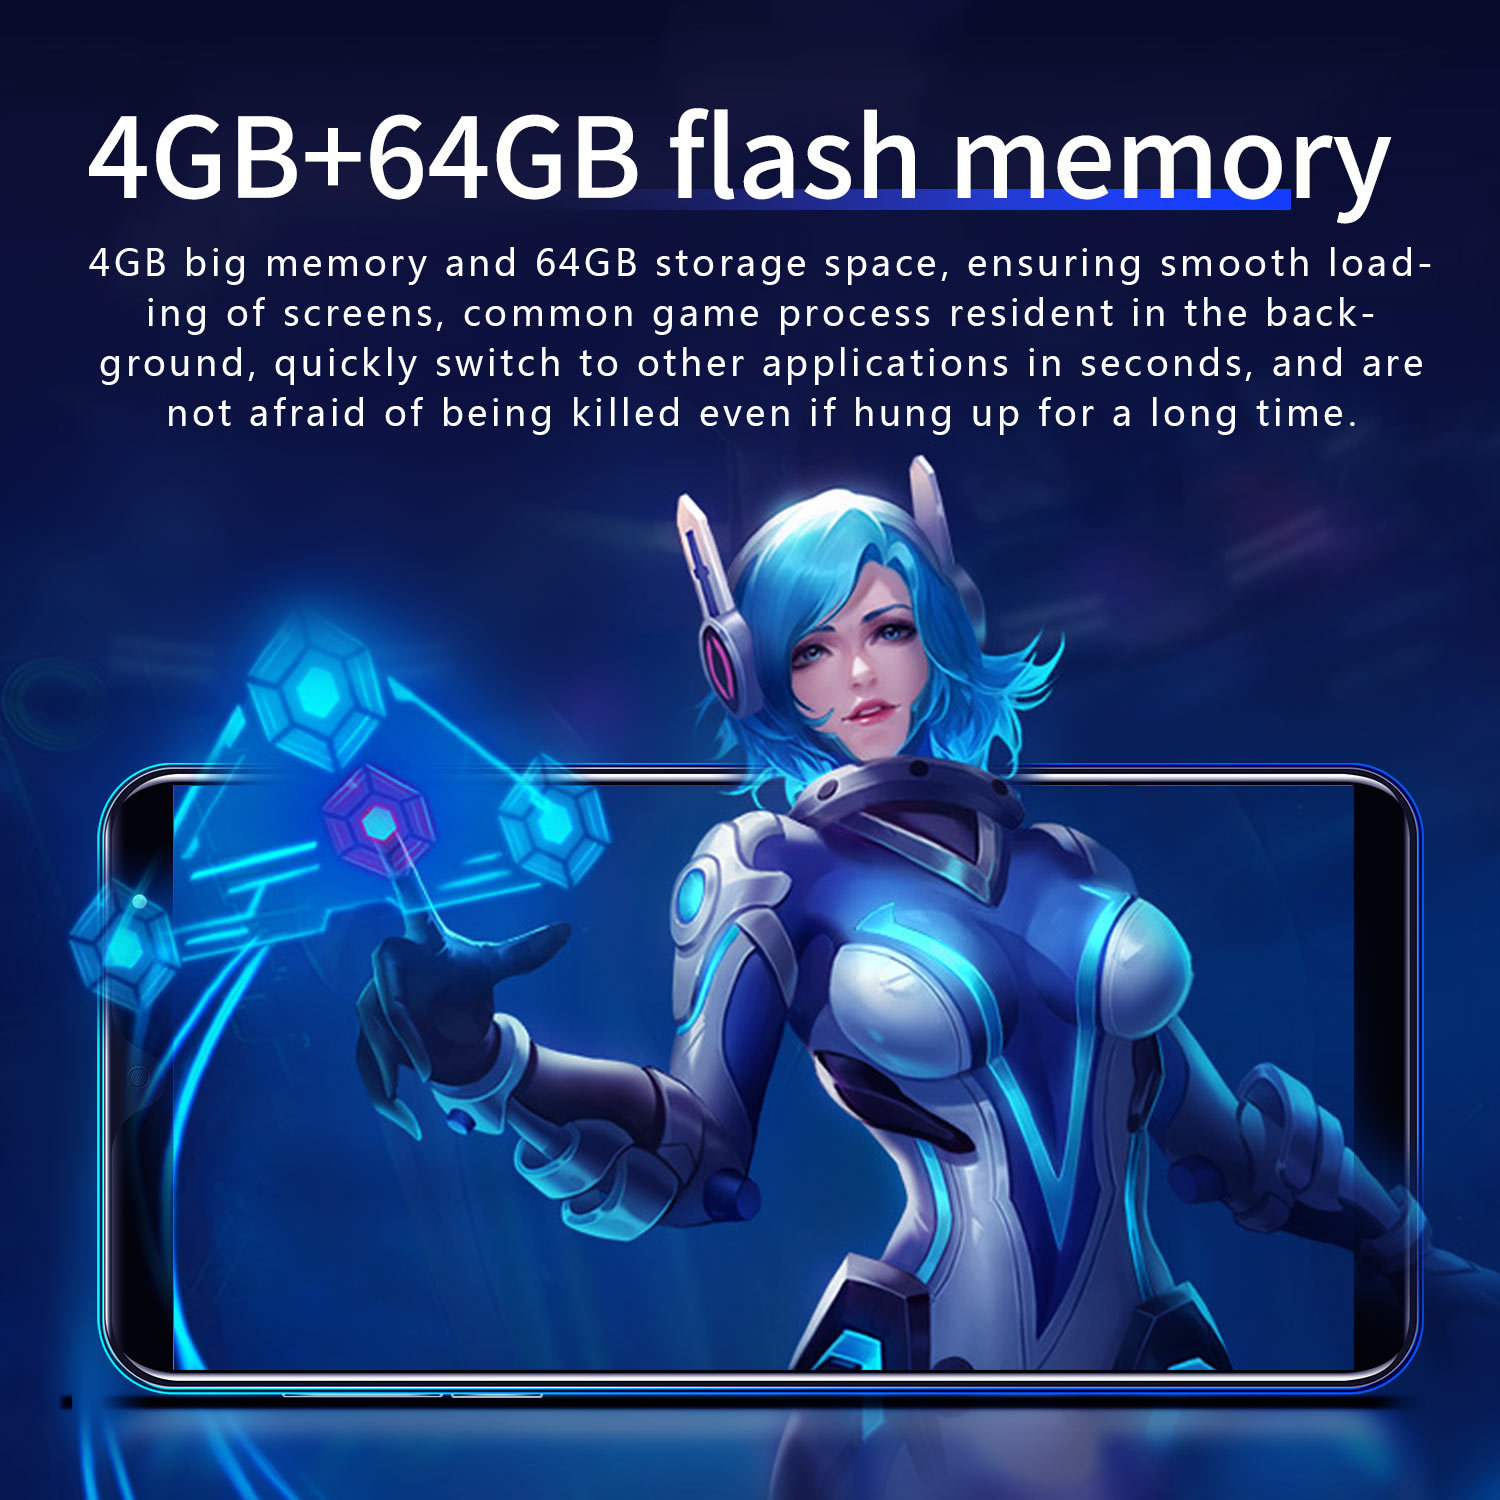 4GB+64GB flash memory
4GB big memory and 64GB storage space, ensuring smooth load-
ing of screens, common game process resident in the back-
ground, quickly switch to other applications in seconds, and are
not afraid of being killed even if hung up for a long time.